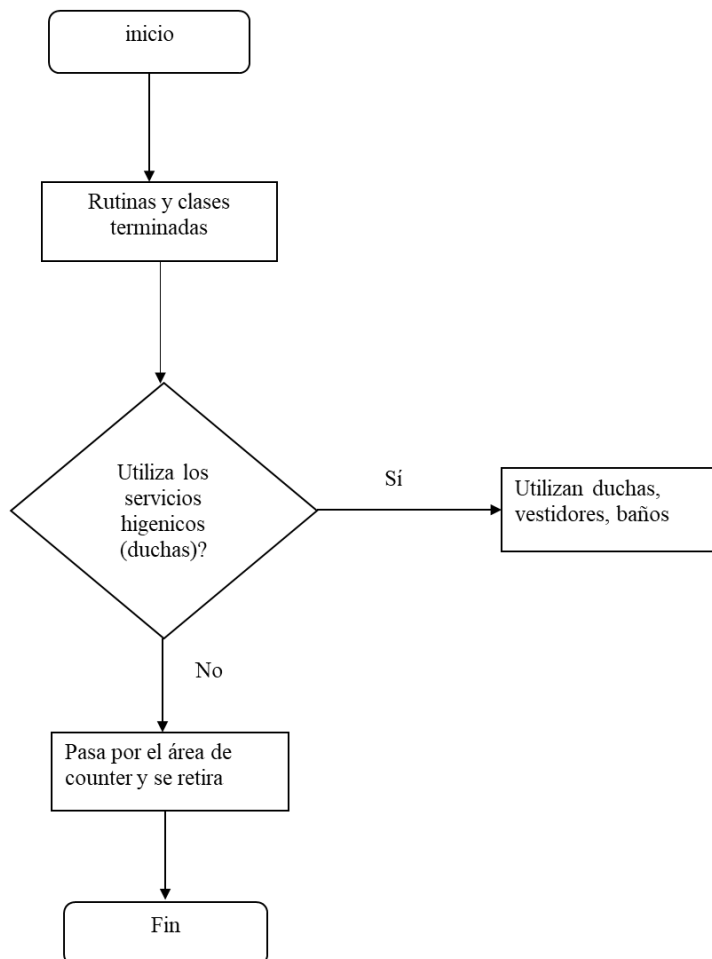 inicio
Rutinas y clases
terminadas
Utiliza los
servicios
higenicos
(duchas)?
Sí
Utilizan duchas,
vestidores, baños
No
Pasa por el área de
counter y se retira
Fin